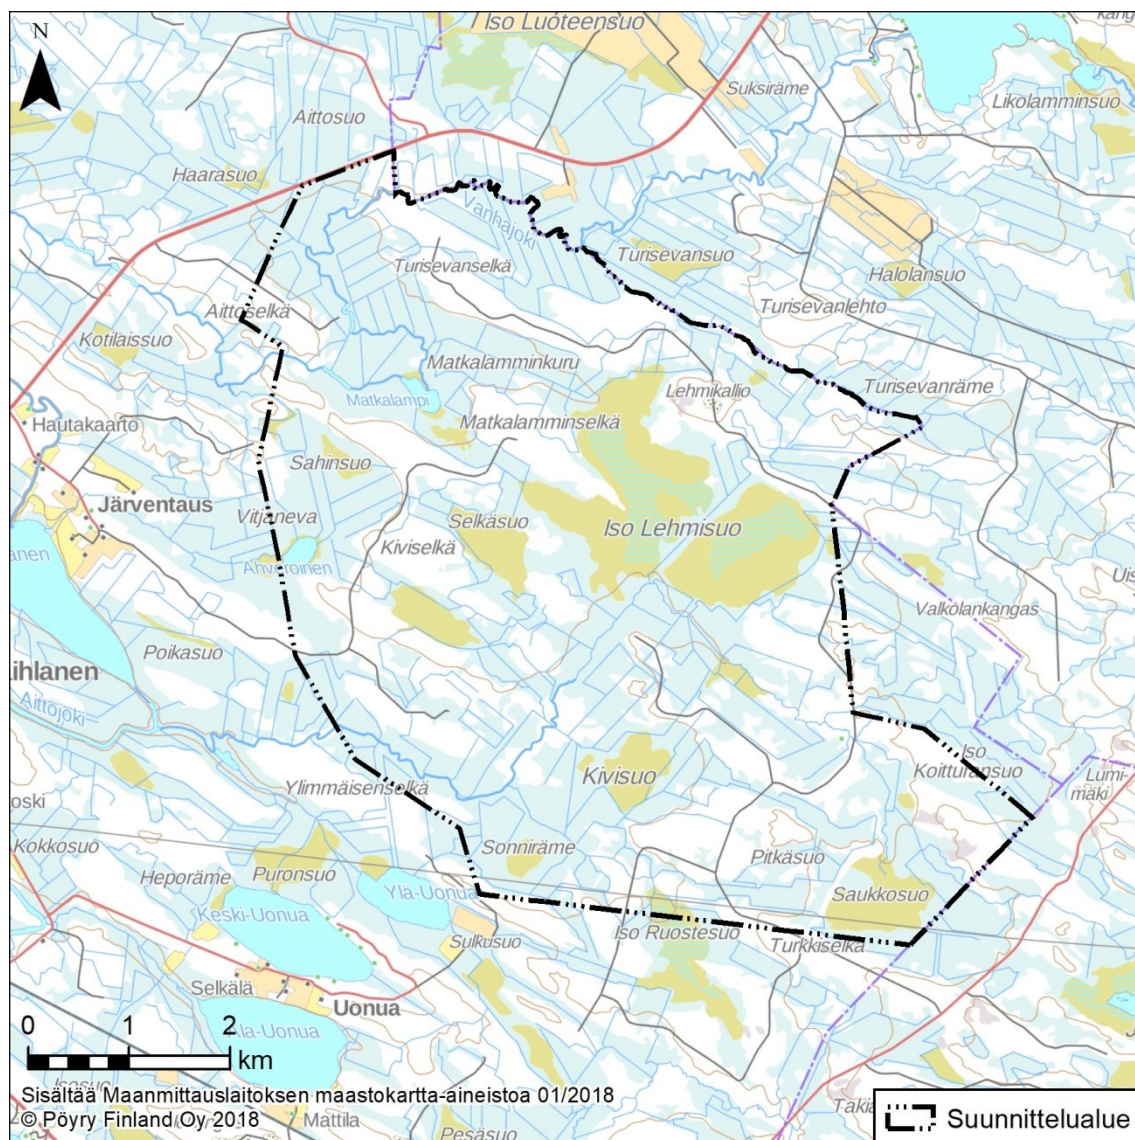 N
Iso Luoteensuo
Suksiräme
Likolamminsuo
Aittosuo
Haarasuo
Vanhajoki
Turisevanselkä
Turisevansuo
Halolansuo
Turisevanlehto
Aittoselkä
Kotilaissuo
Matkalamminkuru
Matkalampi
Lehmikallio
Turisevanräme
Hautakaarto
Matkalamminselkä
Sahinsuo
Järventaus
Vitjaneva
Selkäsuo
Iso Lehmisuo
Kiviselkä
Ahveroinen
Valkolankangas
Poikasuo
Aittojoki
Iso
Koitturansuo
Kivisuo
Lumi-
mäki
Ylimmäisenselkä
Kokkosuo
Sonniräme
Pitkäsuo
Puronsuo
Heporäme
Ylä-Uonua
Saukkosuo
Keski-Uonua
Sulkusuo
Iso Ruostesuo
Turkkiselkä
Selkälä
Uonua
Ala-Uonua
0 1 2
km
Sisältää Maanmittauslaitoksen maastokartta-aineistoa 01/2018
© Pöyry Finland Oy 2018
Mattila
Pesäsuo
Suunnittelualue